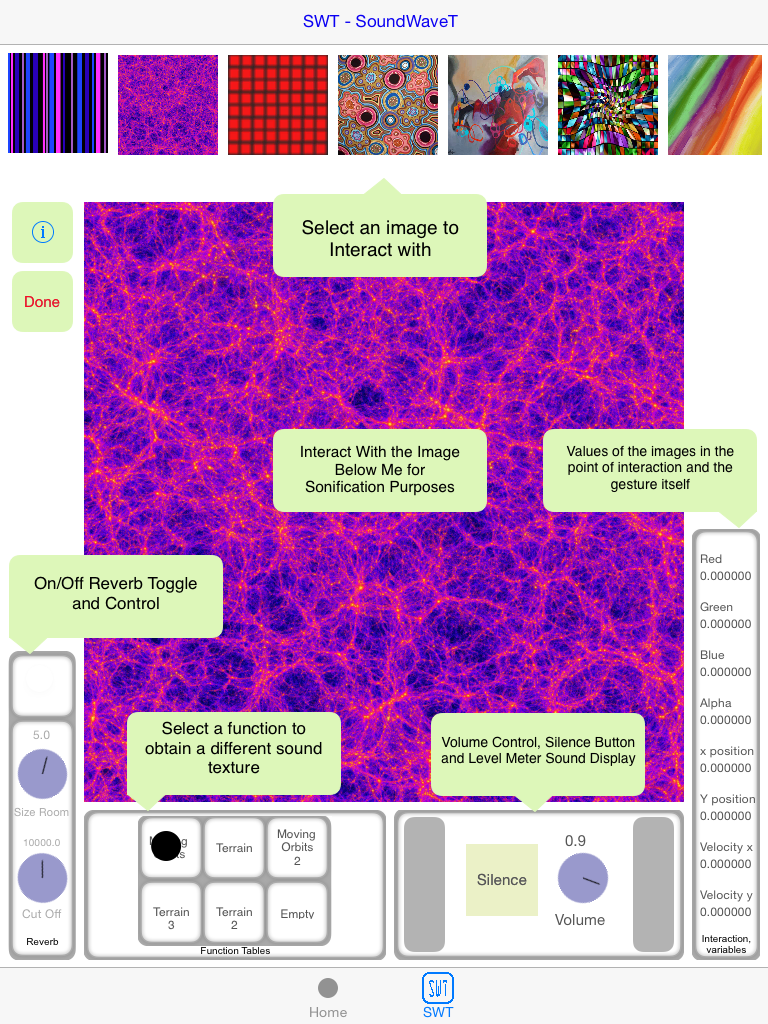 SWT - SoundWaveT
Select an image to
Interact with
i
Done
Interact With the Image
Below Me for
Sonification Purposes
Values of the images in the
point of interaction and the
gesture itself
On/Off Reverb Toggle
and Control
Select a function to
obtain a different sound
texture
Volume Control, Silence Button
and Level Meter Sound Display
5.0
Size Room
10000.0
Cut Off
Reverb
Terrain
Moving
Orbits
2
Terrain
3
Terrain
2
Empty
Function Tables
Silence
0.9
Volume
Red
0.000000
Green
0.000000
Blue
0.000000
Alpha
0.000000
x position
0.000000
Y position
0.000000
Velocity x
0.000000
Velocity y
0.000000
Interaction,
variables
Home
SWT
SWT